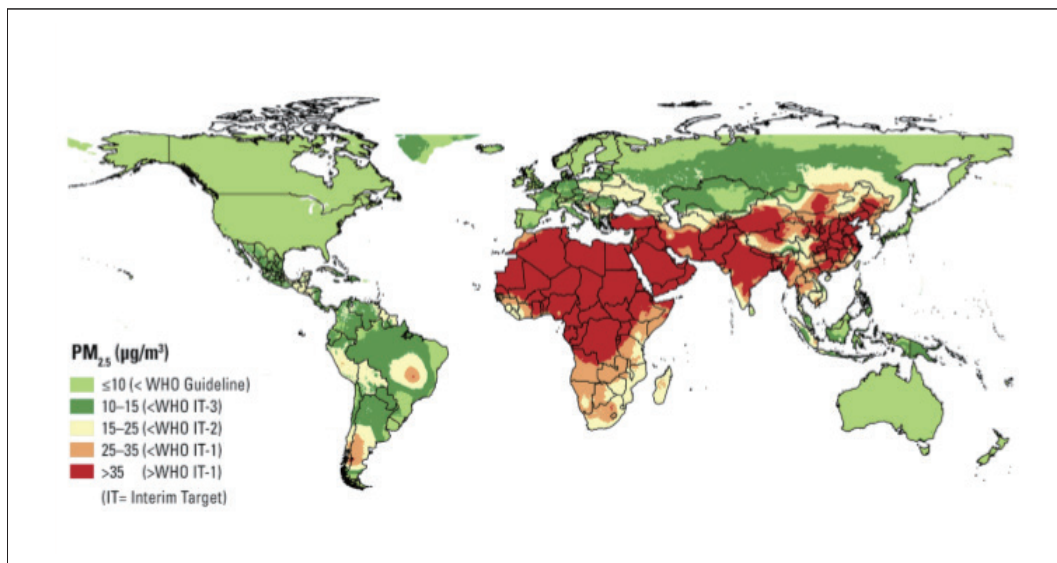 PM2.5 (µg/m³)
≤10 (< WHO Guideline)
10–15 (<WHO IT-3)
15–25 (<WHO IT-2)
25–35 (<WHO IT-1)
>35 (>WHO IT-1)
(IT= Interim Target)